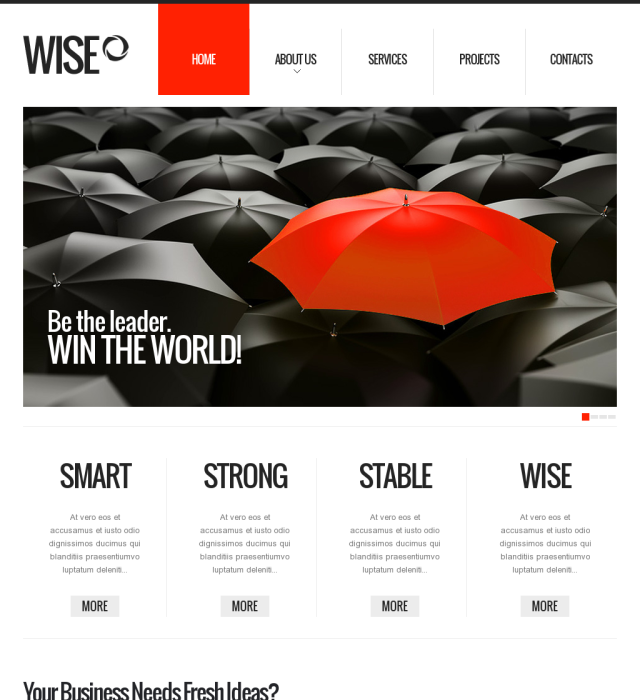 WISE
HOME
ABOUT US
SERVICES
PROJECTS
CONTACTS
Be the leader.
WIN THE WORLD!
SMART
At vero eos et
accusamus et iusto odio
dignissimos ducimus qui
blanditiis praesentiumvo
luptatum deleniti...
MORE
STRONG
At vero eos et
accusamus et iusto odio
dignissimos ducimus qui
blanditiis praesentiumvo
luptatum deleniti...
MORE
STABLE
At vero eos et
accusamus et iusto odio
dignissimos ducimus qui
blanditiis praesentiumvo
luptatum deleniti...
MORE
WISE
At vero eos et
accusamus et iusto odio
dignissimos ducimus qui
blanditiis praesentiumvo
luptatum deleniti...
MORE
Your Business Needs Fresh Ideas?